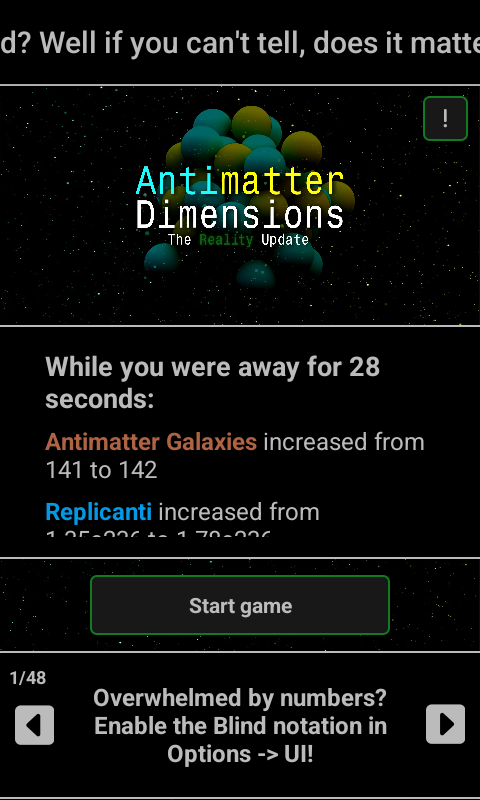 d? Well if you can't tell, does it matte
!
Antimatter
Dimensions
The Reality Update
While you were away for 28
seconds:
Antimatter Galaxies increased from
141 to 142
Replicanti increased from
Start game
1/48
Overwhelmed by numbers?
Enable the Blind notation in
Options -> UI!